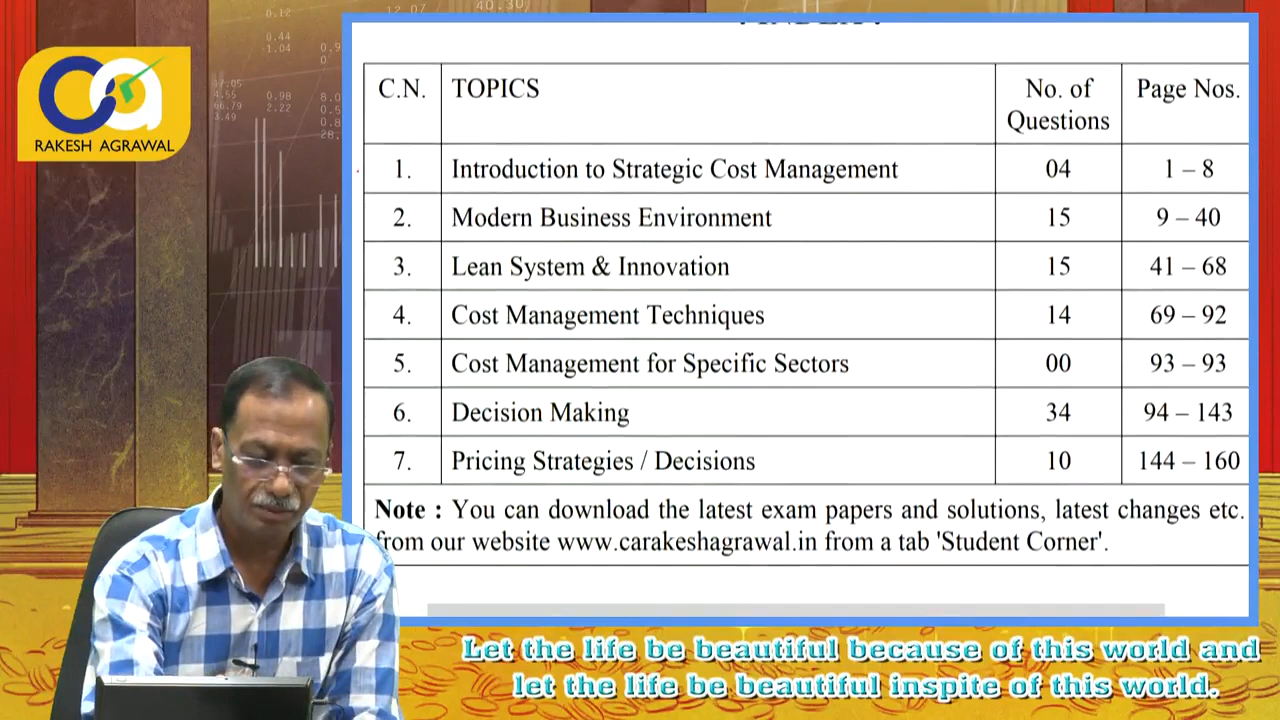 RAKESH AGRAWAL
C.N. TOPICS No. of Questions Page Nos.
1. Introduction to Strategic Cost Management 04 1 – 8
2. Modern Business Environment 15 9 – 40
3. Lean System & Innovation 15 41 – 68
4. Cost Management Techniques 14 69 – 92
5. Cost Management for Specific Sectors 00 93 – 93
6. Decision Making 34 94 – 143
7. Pricing Strategies / Decisions 10 144 – 160
Note : You can download the latest exam papers and solutions, latest changes etc.
from our website www.carakeshagrawal.in from a tab 'Student Corner'.
Let the life be beautiful because of this world and
let the life be beautiful inspite of this world.